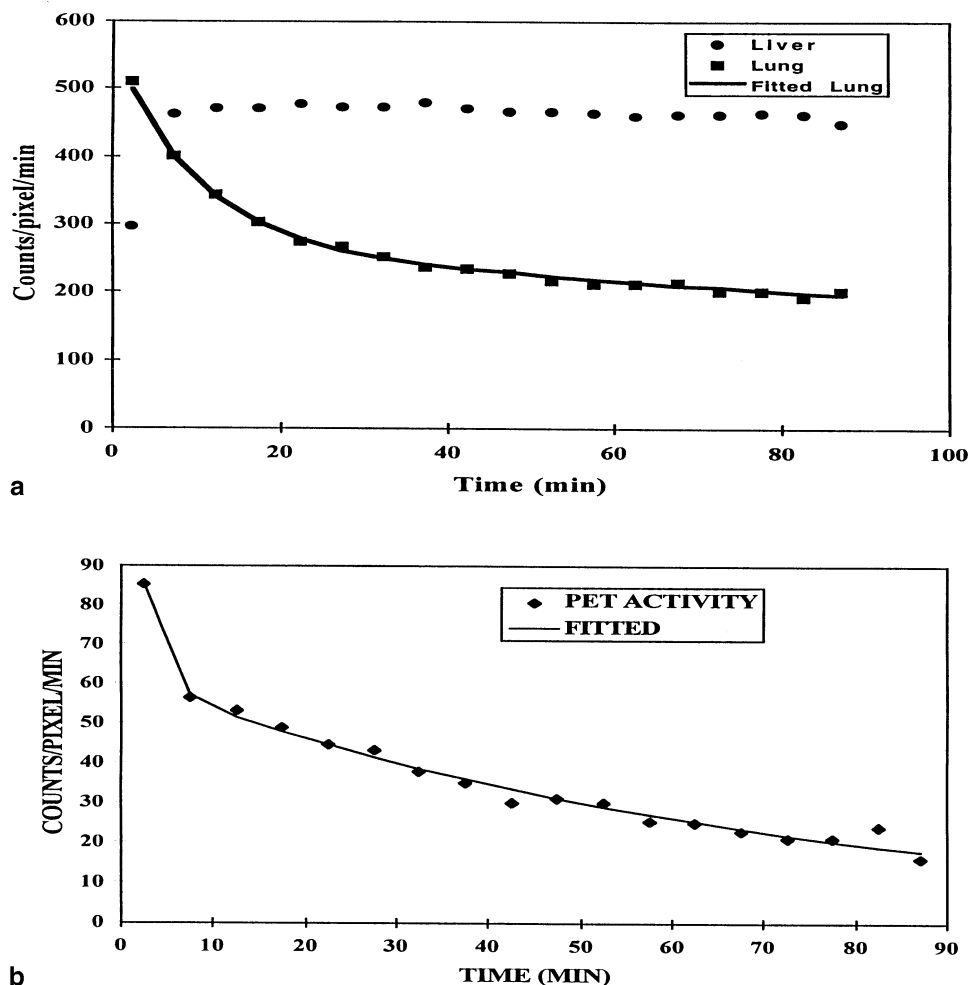 600
500
400
300
200
100
0
Counts/pixel/min
Liver
Lung
Fitted Lung
0 20 40 60 80 100
Time (min)
a
90
80
70
60
50
40
30
20
10
0
COUNTS/PIXEL/MIN
PET ACTIVITY
FITTED
0 10 20 30 40 50 60 70 80 90
TIME (MIN)
b